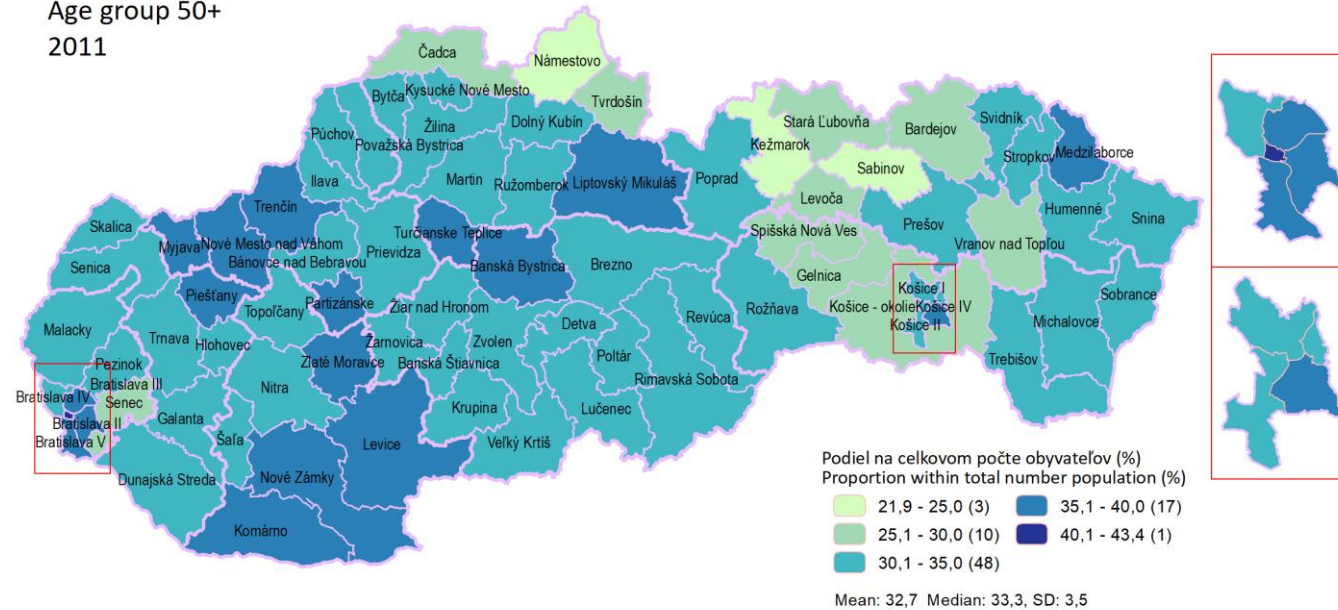 Age group 50+
2011
Čadca
Námestovo
Tvrdošín
Bytča
Kysucké Nové Mesto
Žilina
Dolný Kubín
Púchov
Považská Bystrica
Ilava
Martin
Ružomberok
Liptovský Mikuláš
Poprad
Kežmarok
Stará Ľubovňa
Bardejov
Sabinov
Svidník
Stropkov
Medzilaborce
Levoča
Prešov
Humenné
Snina
Spišská Nová Ves
Vranov nad Topľou
Gelnica
Košice I
Košice - okolie
Košice IV
Košice II
Sobrance
Michalovce
Trebišov
Rožňava
Skalica
Senica
Myjava
Trenčín
Nové Mesto nad Váhom
Bánovce nad Bebravou
Prievidza
Turčianske Teplice
Banská Bystrica
Brezno
Piešťany
Partizánske
Topoľčany
Žiar nad Hronom
Malacky
Trnava
Hlohovec
Zlaté Moravce
Žarnovica
Zvolen
Detva
Revúca
Banská Štiavnica
Poltár
Rimavská Sobota
Pezinok
Bratislava III
Senec
Bratislava IV
Bratislava II
Bratislava V
Nitra
Galanta
Šaľa
Krupina
Lučenec
Veľký Krtíš
Levice
Dunajská Streda
Nové Zámky
Komárno
Podiel na celkovom počte obyvateľov (%)
Proportion within total number population (%)
21,9 - 25,0 (3)
25,1 - 30,0 (10)
30,1 - 35,0 (48)
35,1 - 40,0 (17)
40,1 - 43,4 (1)
Mean: 32,7 Median: 33,3, SD: 3,5